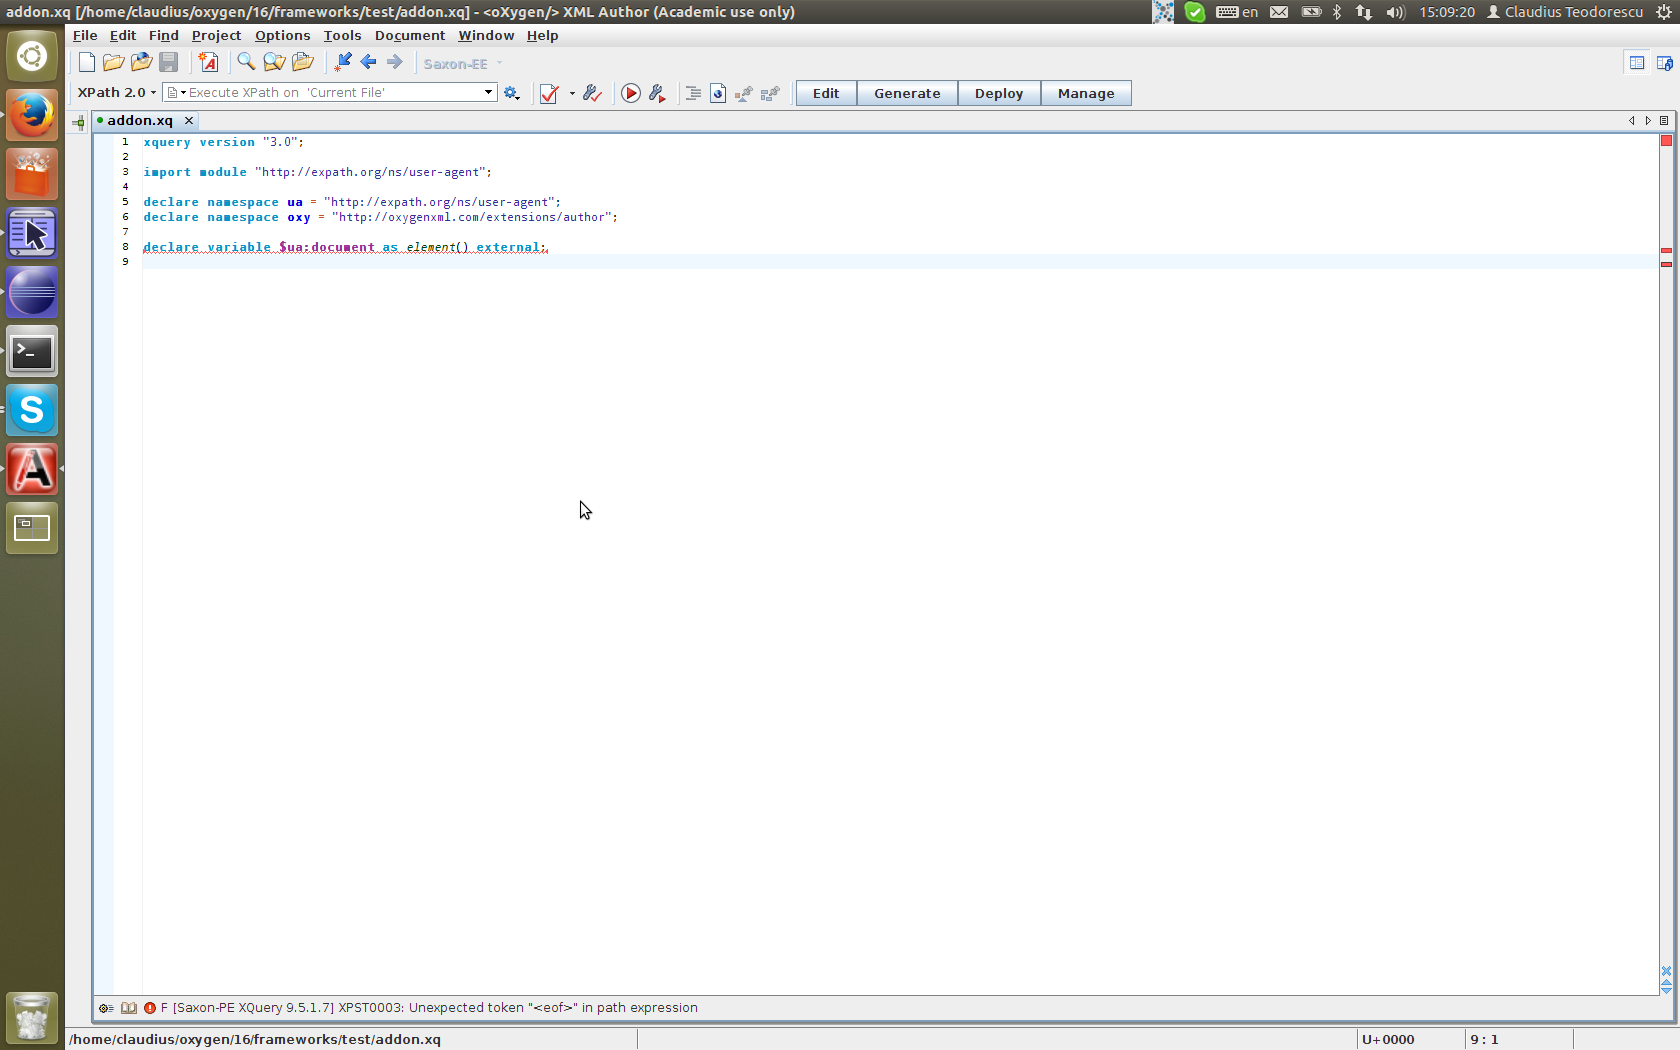 addon.xq [/home/claudius/oxygen/16/frameworks/test/addon.xq] - <oXygen/> XML Author (Academic use only)
en
15:09:20
Claudius Teodorescu
File Edit Find Project Options Tools Document Window Help
Saxon-EE
XPath 2.0
Execute XPath on 'Current File'
Edit
Generate
Deploy
Manage
addon.xq
1 xquery version "3.0";
2
3 import module "http://expath.org/ns/user-agent";
4
5 declare namespace ua = "http://expath.org/ns/user-agent";
6 declare namespace oxy = "http://oxygenxml.com/extensions/author";
7
8 declare variable $ua:document as element() external;
9
F [Saxon-PE XQuery 9.5.1.7] XPST0003: Unexpected token "<eof>" in path expression
/home/claudius/oxygen/16/frameworks/test/addon.xq
U+0000
9 : 1